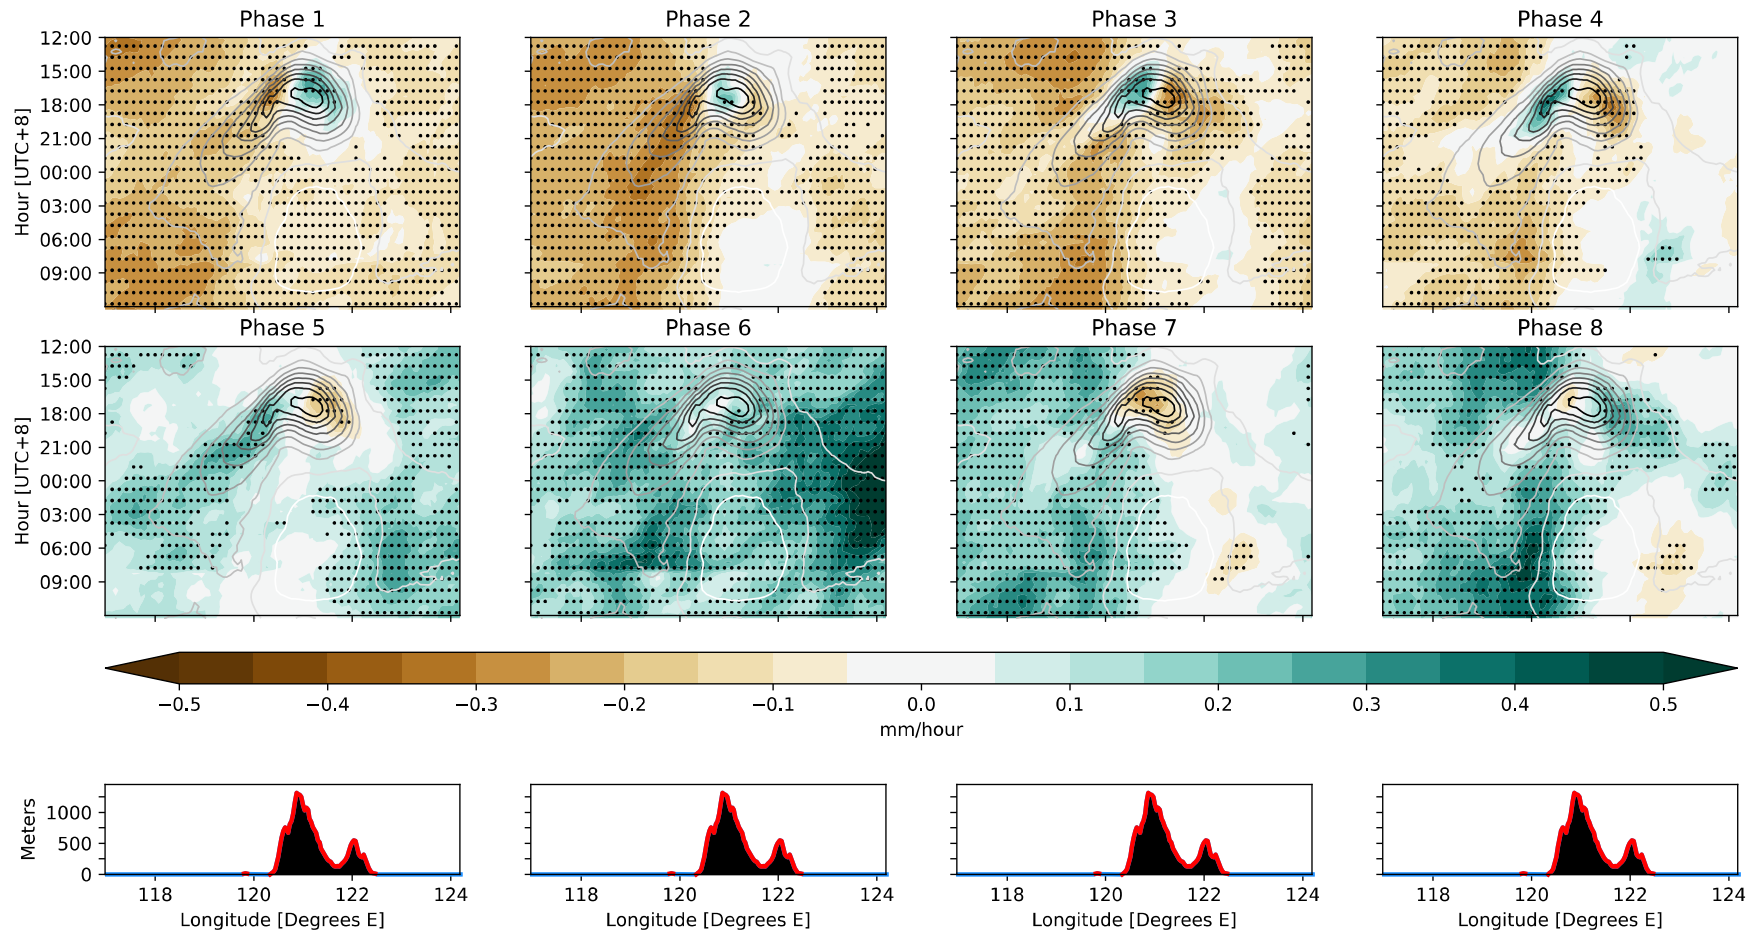 Phase 1 Phase 2 Phase 3 Phase 4
12:00
15:00
18:00
21:00
00:00
03:00
06:00
09:00
Hour [UTC+8]
Phase 5 Phase 6 Phase 7 Phase 8
12:00
15:00
18:00
21:00
00:00
03:00
06:00
09:00
Hour [UTC+8]
−0.5 −0.4 −0.3 −0.2 −0.1 0.0 0.1 0.2 0.3 0.4 0.5
mm/hour
1000
500
0
Meters
118 120 122 118 120 122 124 118 120 122 118 120 122 124
Longitude [Degrees E] Longitude [Degrees E] Longitude [Degrees E] Longitude [Degrees E]